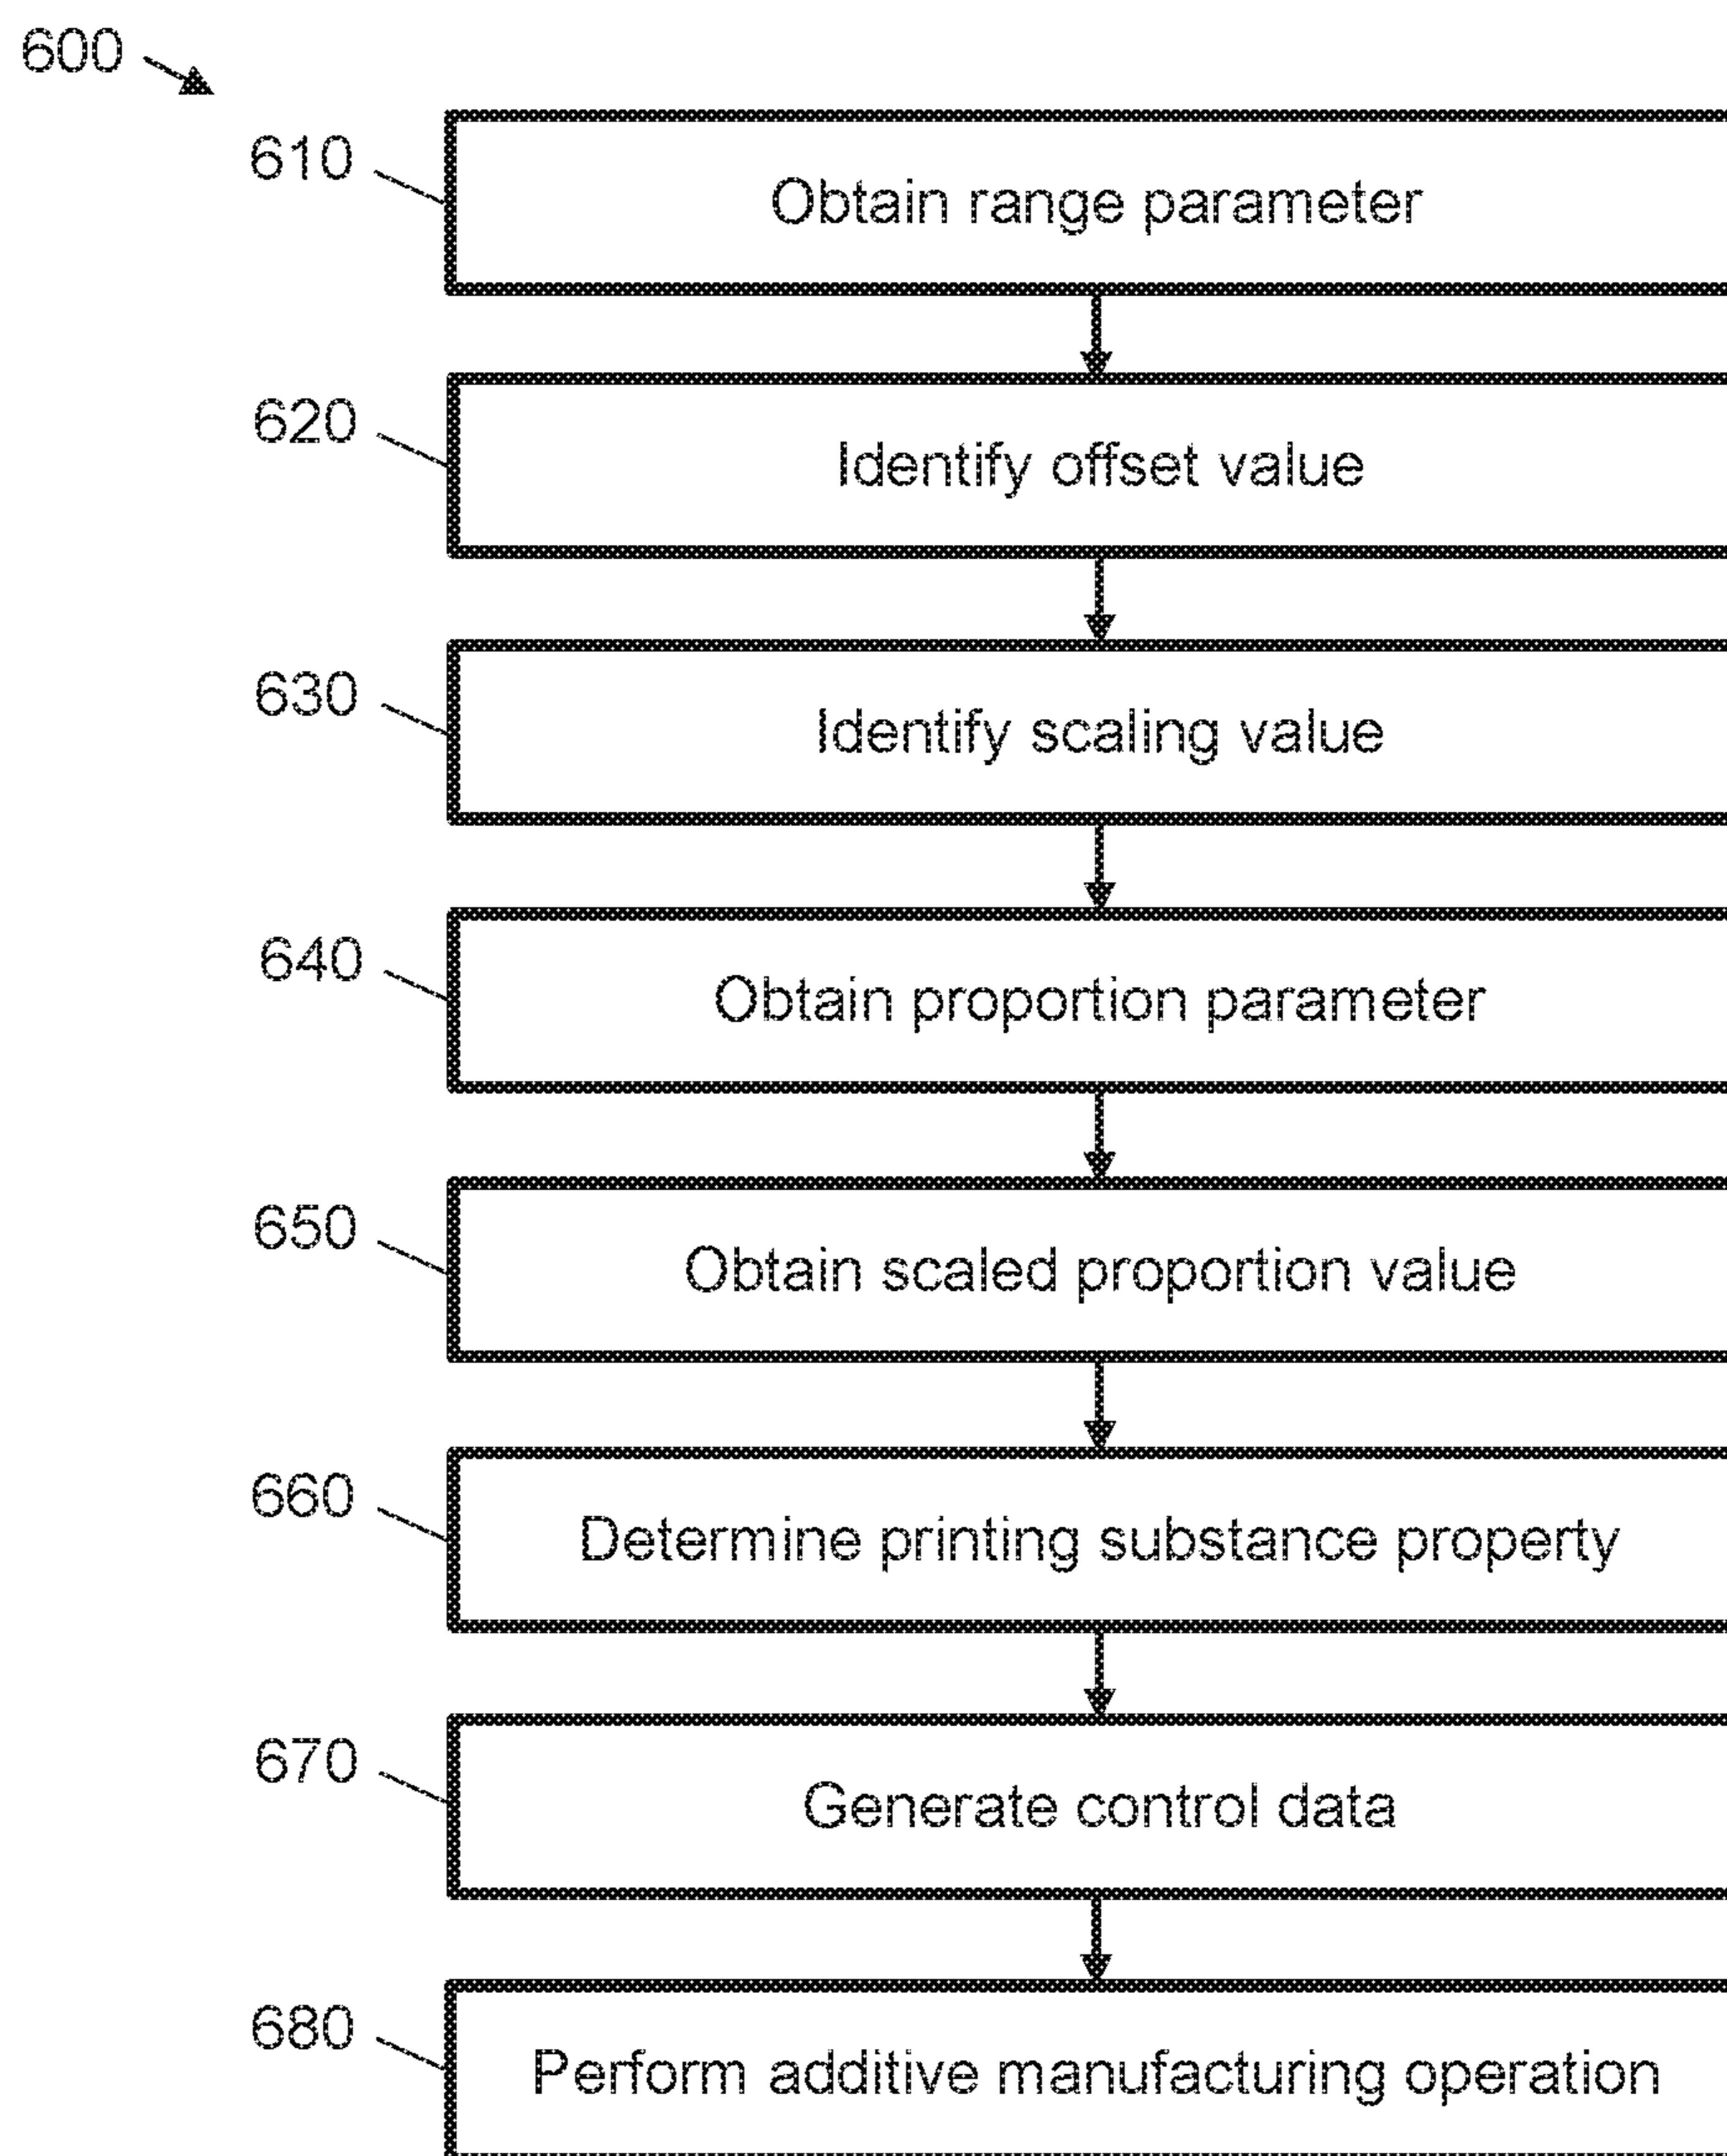 600
610
Obtain range parameter
620
Identify offset value
630
Identify scaling value
640
Obtain proportion parameter
650
Obtain scaled proportion value
660
Determine printing substance property
670
Generate control data
680
Perform additive manufacturing operation